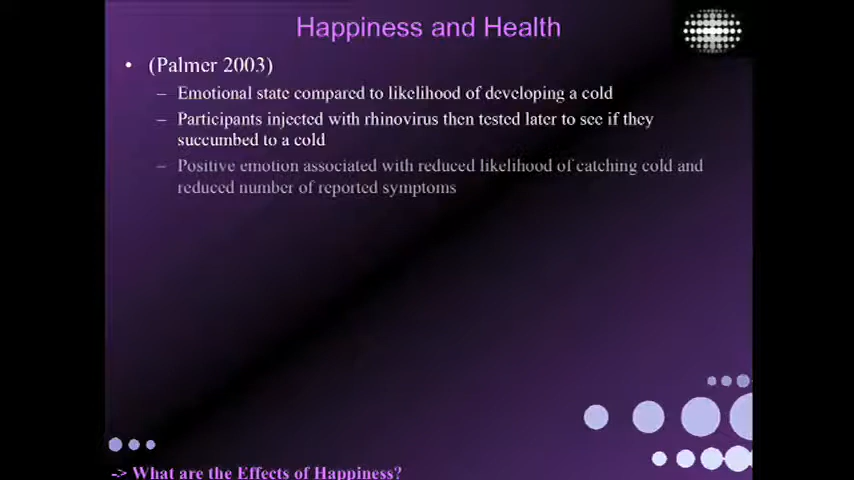 Happiness and Health
• (Palmer 2003)
– Emotional state compared to likelihood of developing a cold
– Participants injected with rhinovirus then tested later to see if they
succumbed to a cold
– Positive emotion associated with reduced likelihood of catching cold and
reduced number of reported symptoms
-> What are the Effects of Happiness?